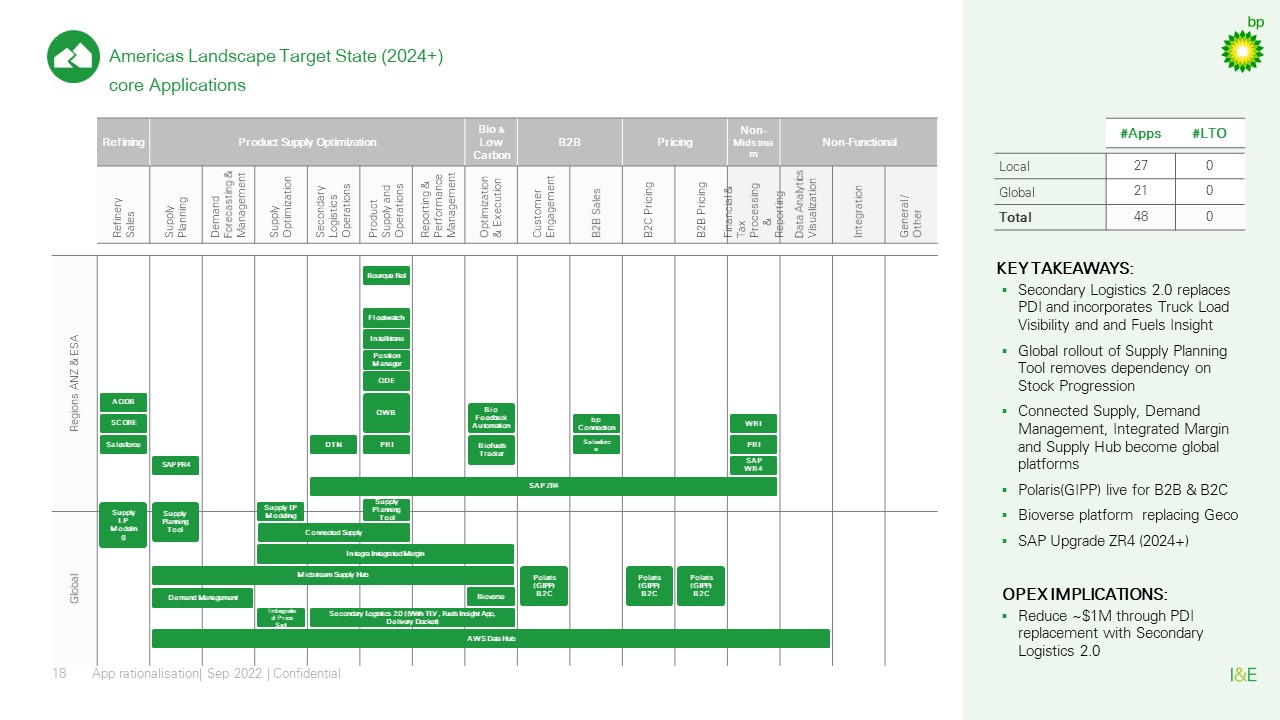 bp
Americas Landscape Target State (2024+)
core Applications
Refining
Product Supply Optimization
Bio &
Low
Carbon
B2B
Pricing
Non-
Midstrea
m
Non-Functional
Refinery
Sales
Supply
Planning
Demand
Forecasting &
Management
Supply
Optimization
Secondary
Logistics
Operations
Product
Supply and
Operations
Reporting &
Performance
Management
Optimization
& Execution
Customer
Engagement
B2B Sales
B2C Pricing
B2B Pricing
Financial &
Tax
Processing
&
Reporting
Data Analytics
Visualization
Integration
General/
Other
Regions ANZ & ESA
Bourque Rail
Fleetwatch
Intellitrans
Position
Manager
ODE
AODB
OWB
Bio
Feedback
Automation
SCORE
bp
Connection
WRI
Salesforce
DTN
PRI
BioFuels
Tracker
Salesforc
e
PRI
SAP PR4
SAP
WR4
SAP ZR4
Global
Supply
LP
Modelin
g
Supply
Planning
Tool
Supply LP
Modeling
Supply
Planning
Tool
Connected Supply
Integra Integrated Margin
Midstream Supply Hub
Polaris
(GIPP)
B2C
Polaris
(GIPP)
B2C
Polaris
(GIPP)
B2C
Demand Management
Bioverse
Integrate
d Price
Secondary Logistics 2.0 ((With TLV , Fuels Insight App,
Delivery Docket)
AWS Data Hub
18 App rationalisation| Sep 2022 | Confidential
#Apps #LTO
Local 27 0
Global 21 0
Total 48 0
KEY TAKEAWAYS:
▪ Secondary Logistics 2.0 replaces
PDI and incorporates Truck Load
Visibility and and Fuels Insight
▪ Global rollout of Supply Planning
Tool removes dependency on
Stock Progression
▪ Connected Supply, Demand
Management, Integrated Margin
and Supply Hub become global
platforms
▪ Polaris(GIPP) live for B2B & B2C
▪ Bioverse platform replacing Geco
▪ SAP Upgrade ZR4 (2024+)
OPEX IMPLICATIONS:
▪ Reduce ~$1M through PDI
replacement with Secondary
Logistics 2.0
I&E